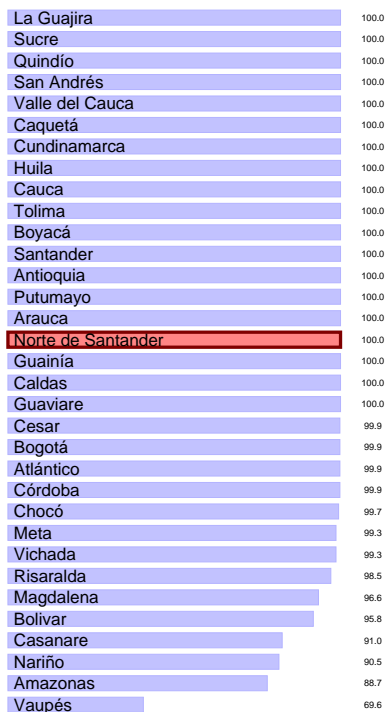 La Guajira 100.0
Sucre 100.0
Quindío 100.0
San Andrés 100.0
Valle del Cauca 100.0
Caquetá 100.0
Cundinamarca 100.0
Huila 100.0
Cauca 100.0
Tolima 100.0
Boyacá 100.0
Santander 100.0
Antioquia 100.0
Putumayo 100.0
Arauca 100.0
Norte de Santander 100.0
Guainía 100.0
Caldas 100.0
Guaviare 100.0
Cesar 99.9
Bogotá 99.9
Atlántico 99.9
Córdoba 99.9
Chocó 99.7
Meta 99.3
Vichada 99.3
Risaralda 98.5
Magdalena 96.6
Bolivar 95.8
Casanare 91.0
Nariño 90.5
Amazonas 88.7
Vaupés 69.6